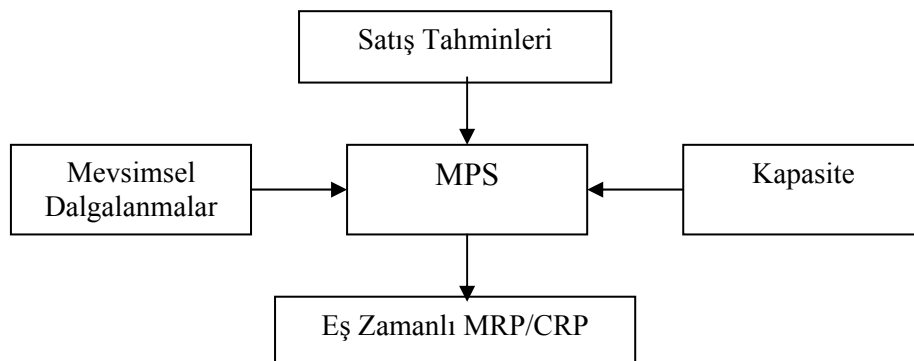 Satış Tahminleri
Mevsimsel
Dalgalanmalar
MPS
Kapasite
Eş Zamanlı MRP/CRP